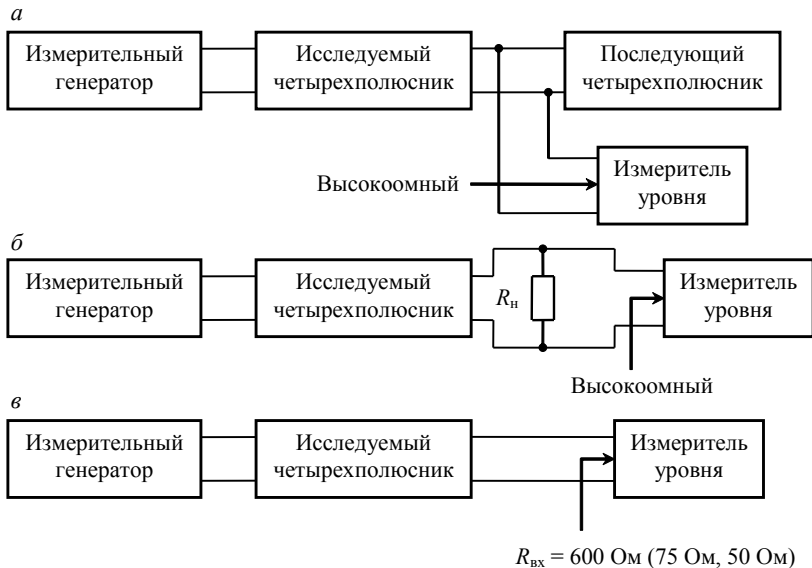 а
Измерительный
генератор
Исследуемый
четырехполюсник
Последующий
четырехполюсник
Высокоомный
Измеритель
уровня
б
Измерительный
генератор
Исследуемый
четырехполюсник
Rн
Измеритель
уровня
Высокоомный
в
Измерительный
генератор
Исследуемый
четырехполюсник
Измеритель
уровня
Rвх = 600 Ом (75 Ом, 50 Ом)